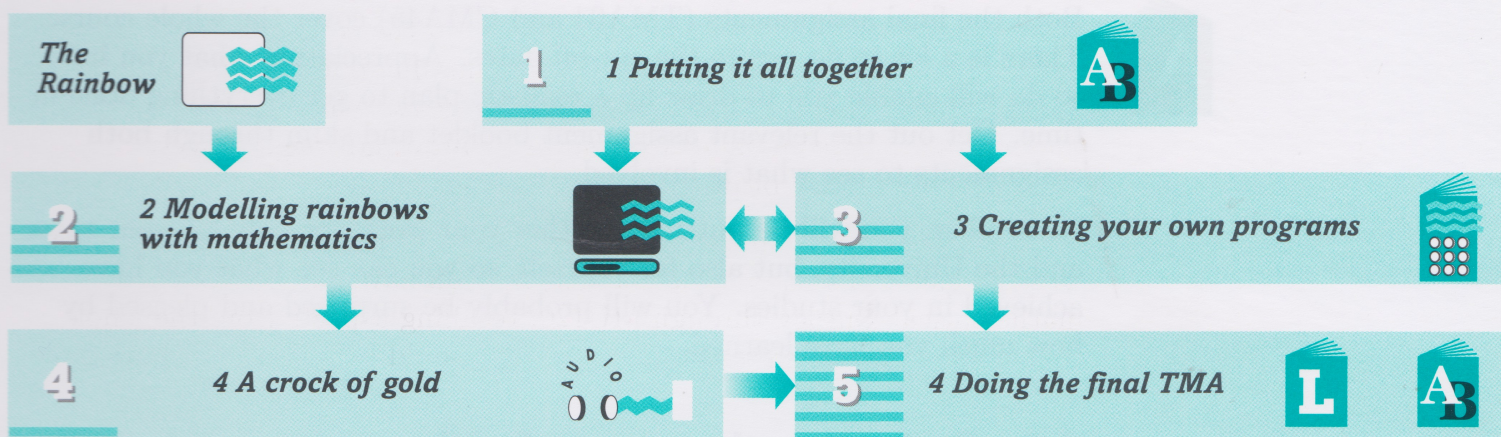 The
Rainbow
1
1 Putting it all together
AB
2
2 Modelling rainbows
with mathematics
3
3 Creating your own programs
4
4 A crock of gold
AUDIO
5
4 Doing the final TMA
L
AB